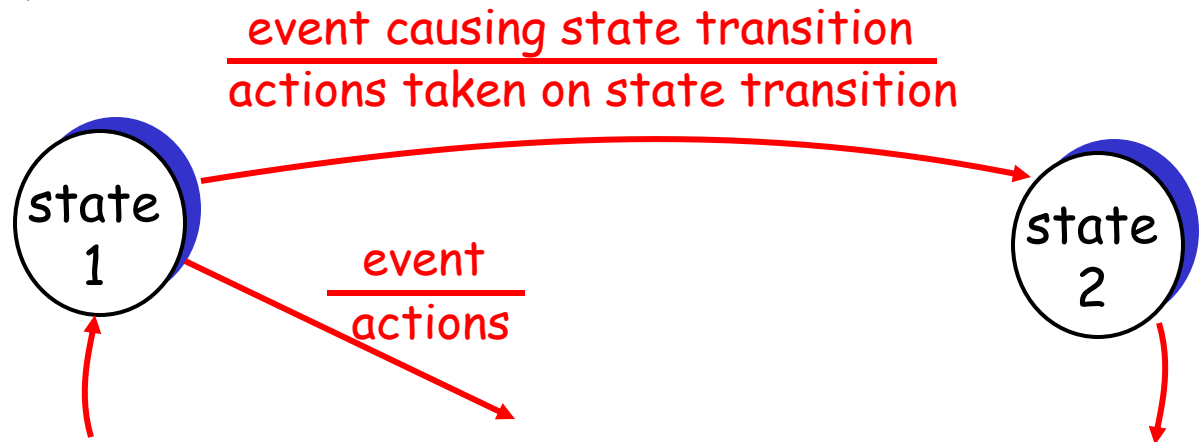 event causing state transition
actions taken on state transition
state
1
state
2
event
actions